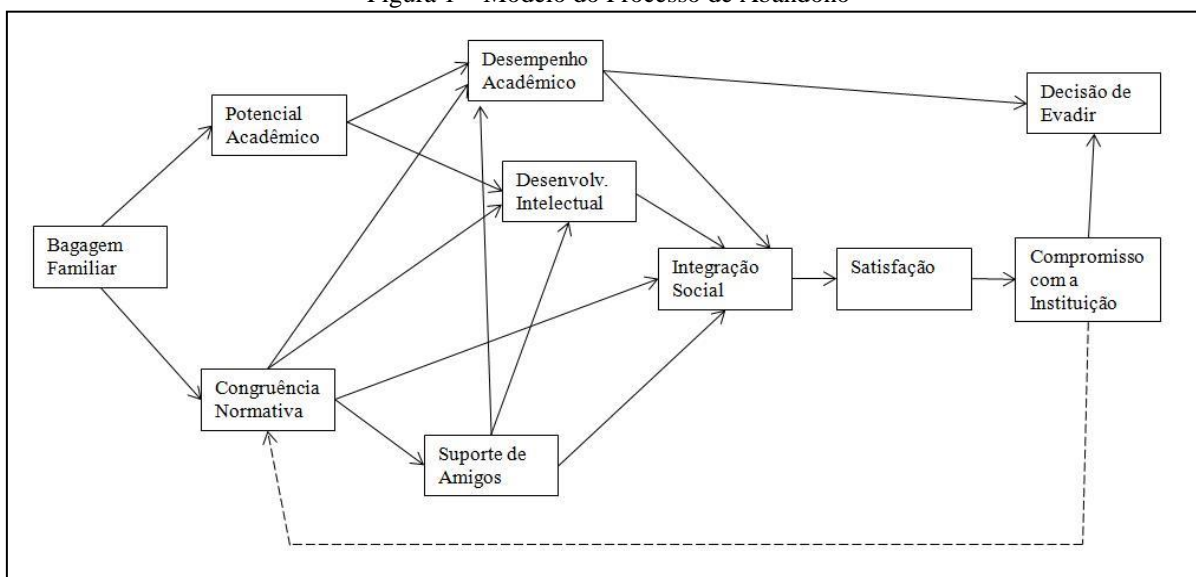 Figura 1 – Modelo do Processo de Abandono
Desempenho
Acadêmico
Decisão de
Evadir
Potencial
Acadêmico
Desenvolv.
Intelectual
Bagagem
Familiar
Integração
Social
Satisfação
Compromisso
com a
Instituição
Congruência
Normativa
Suporte de
Amigos